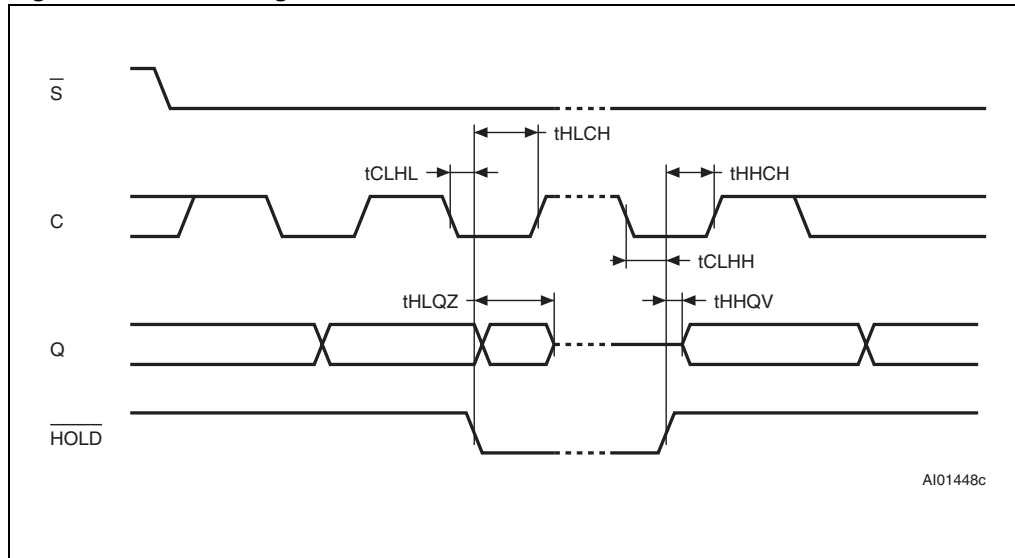 S
tHLCH
tCLHL
tHHCH
C
tCLHH
tHLQZ
tHHQV
Q
HOLD
AI01448c